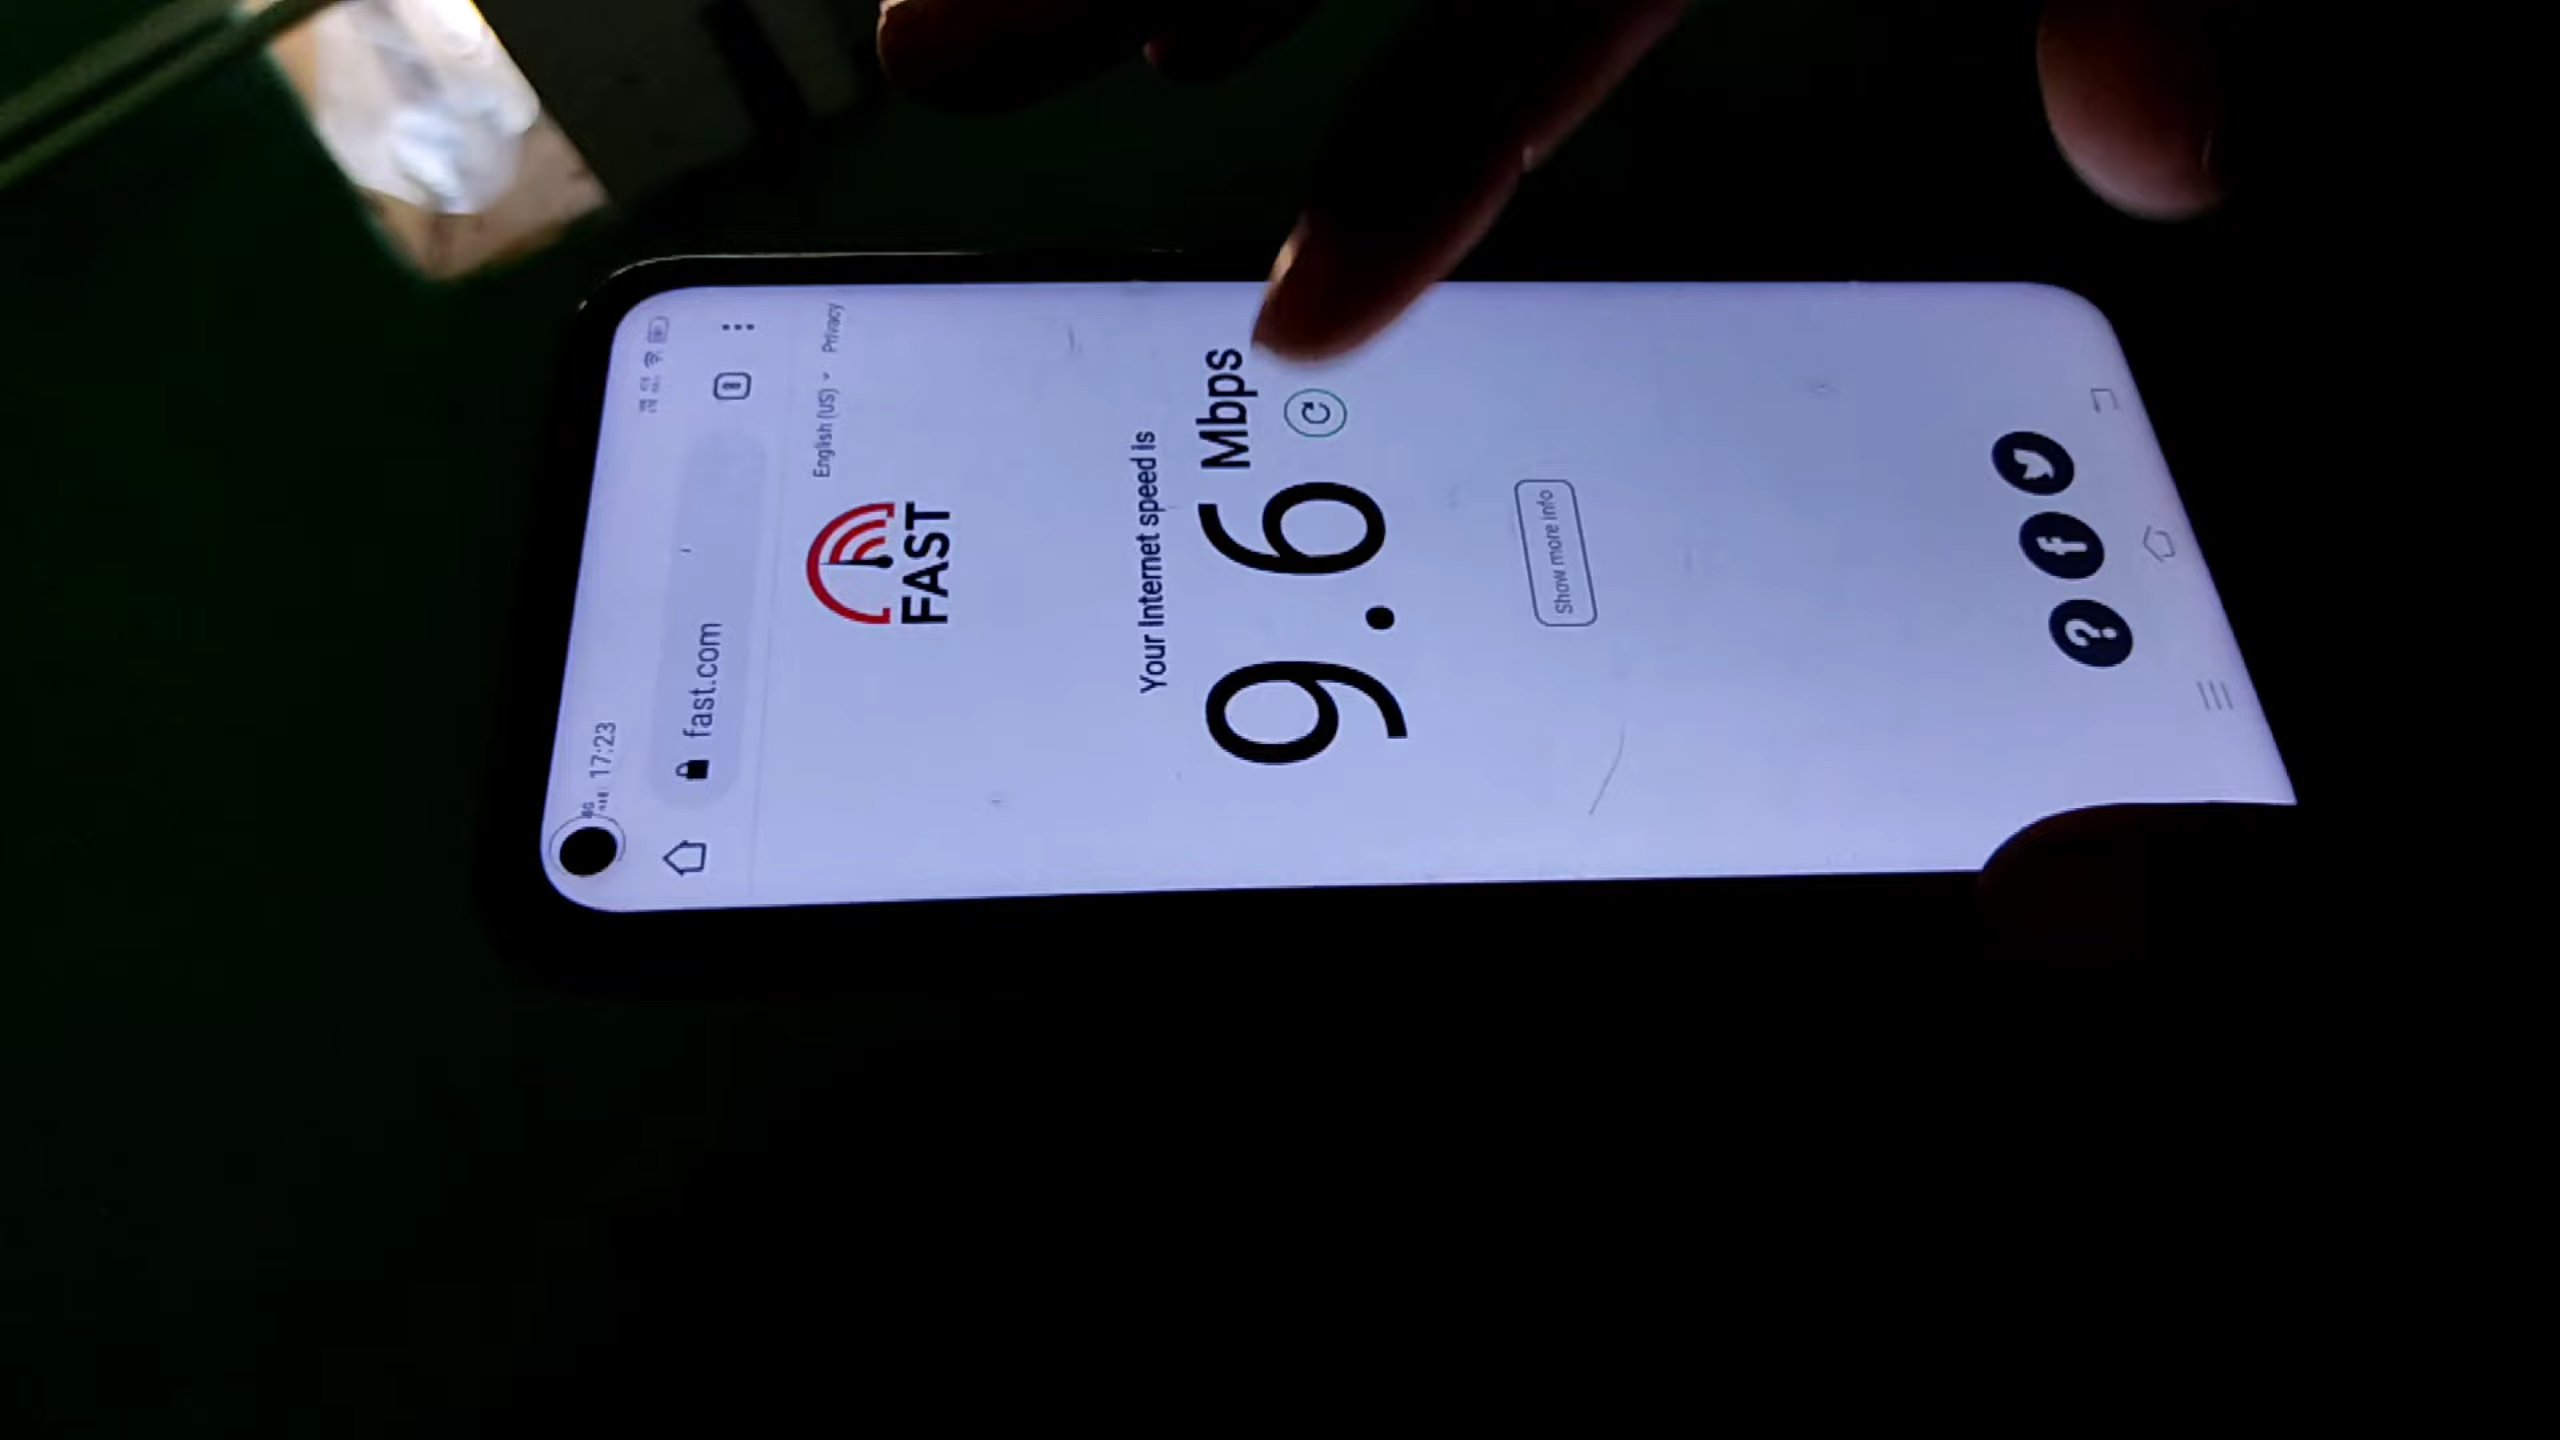 17:23
fast.com
English (US) Privacy
FAST
Your Internet speed is
9.6 Mbps
Show more info